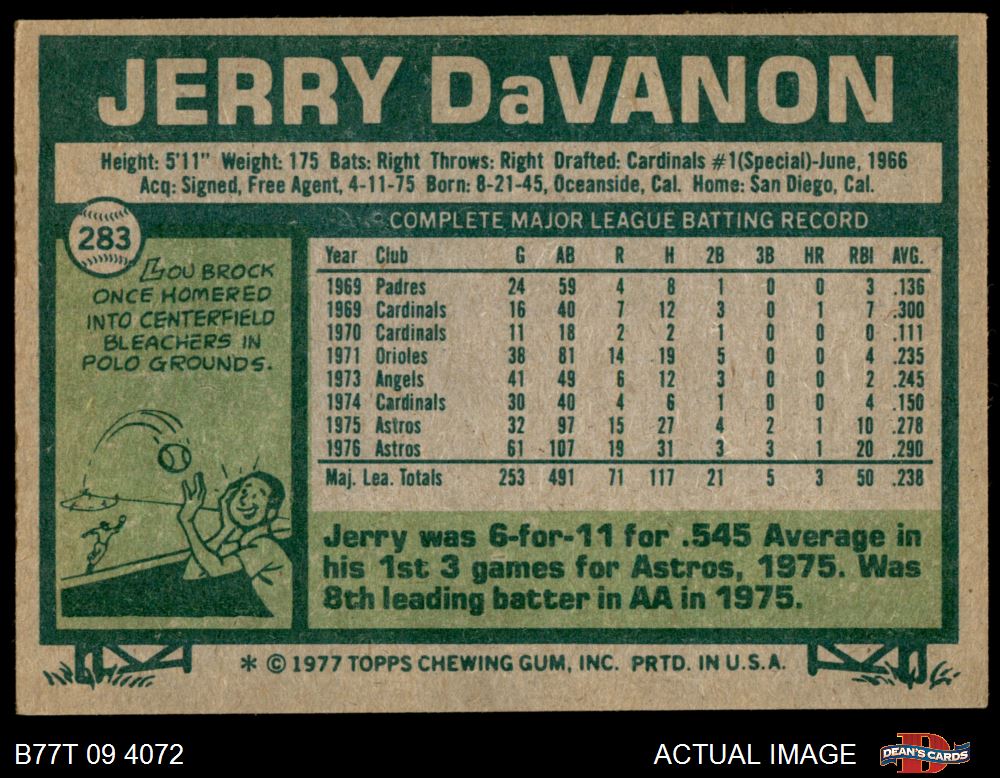 JERRY DaVANON
Height: 5'11" Weight: 175 Bats: Right Throws: Right Drafted: Cardinals #1(Special)-June, 1966
Acq: Signed, Free Agent, 4-11-75 Born: 8-21-45, Oceanside, Cal. Home: San Diego, Cal.
283
LOU BROCK
ONCE HOMERED
INTO CENTERFIELD
BLEACHERS IN
POLO GROUNDS.
COMPLETE MAJOR LEAGUE BATTING RECORD
Year Club G AB R H 2B 3B HR RBI AVG.
1969 Padres 24 59 4 8 1 0 0 3 .136
1969 Cardinals 16 40 7 12 3 0 1 7 .300
1970 Cardinals 11 18 2 2 1 0 0 0 .111
1971 Orioles 38 81 14 19 5 0 0 4 .235
1973 Angels 41 49 6 12 3 0 0 2 .245
1974 Cardinals 30 40 4 6 1 0 0 4 .150
1975 Astros 32 97 15 27 4 2 1 10 .278
1976 Astros 61 107 19 31 3 3 1 20 .290
Maj. Lea. Totals 253 491 71 117 21 5 3 50 .238
Jerry was 6-for-11 for .545 Average in
his 1st 3 games for Astros, 1975. Was
8th leading batter in AA in 1975.
* © 1977 TOPPS CHEWING GUM, INC. PRTD. IN U.S.A.
B77T 09 4072
ACTUAL IMAGE
DEAN'S CARDS